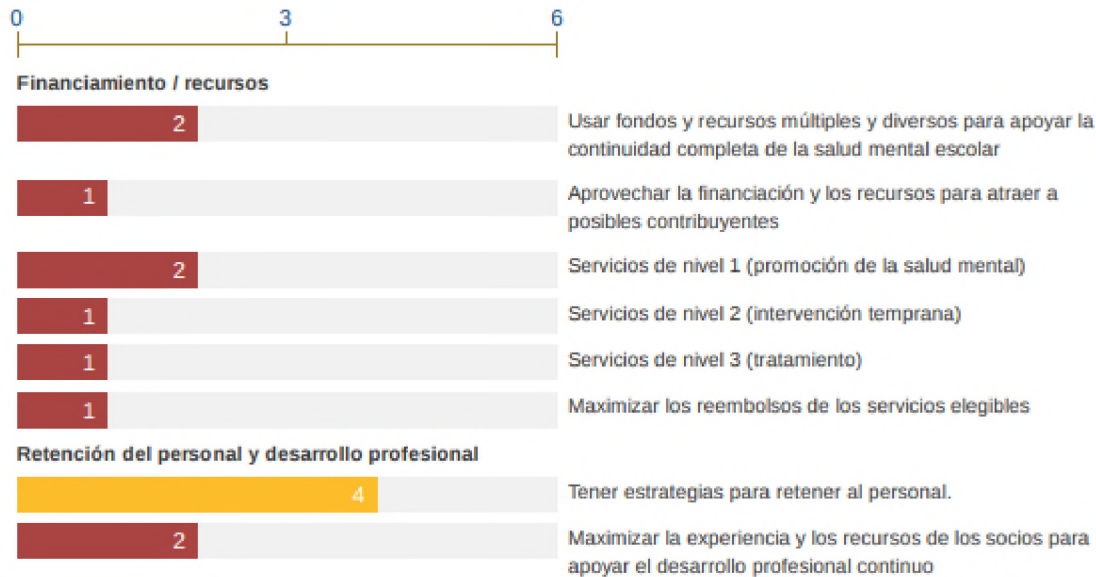 0 3 6
Financiamiento / recursos
2
Usar fondos y recursos múltiples y diversos para apoyar la
continuidad completa de la salud mental escolar
1
Aprovechar la financiación y los recursos para atraer a
posibles contribuyentes
2
Servicios de nivel 1 (promoción de la salud mental)
1
Servicios de nivel 2 (intervención temprana)
1
Servicios de nivel 3 (tratamiento)
1
Maximizar los reembolsos de los servicios elegibles
Retención del personal y desarrollo profesional
4
Tener estrategias para retener al personal.
2
Maximizar la experiencia y los recursos de los socios para
apoyar el desarrollo profesional continuo